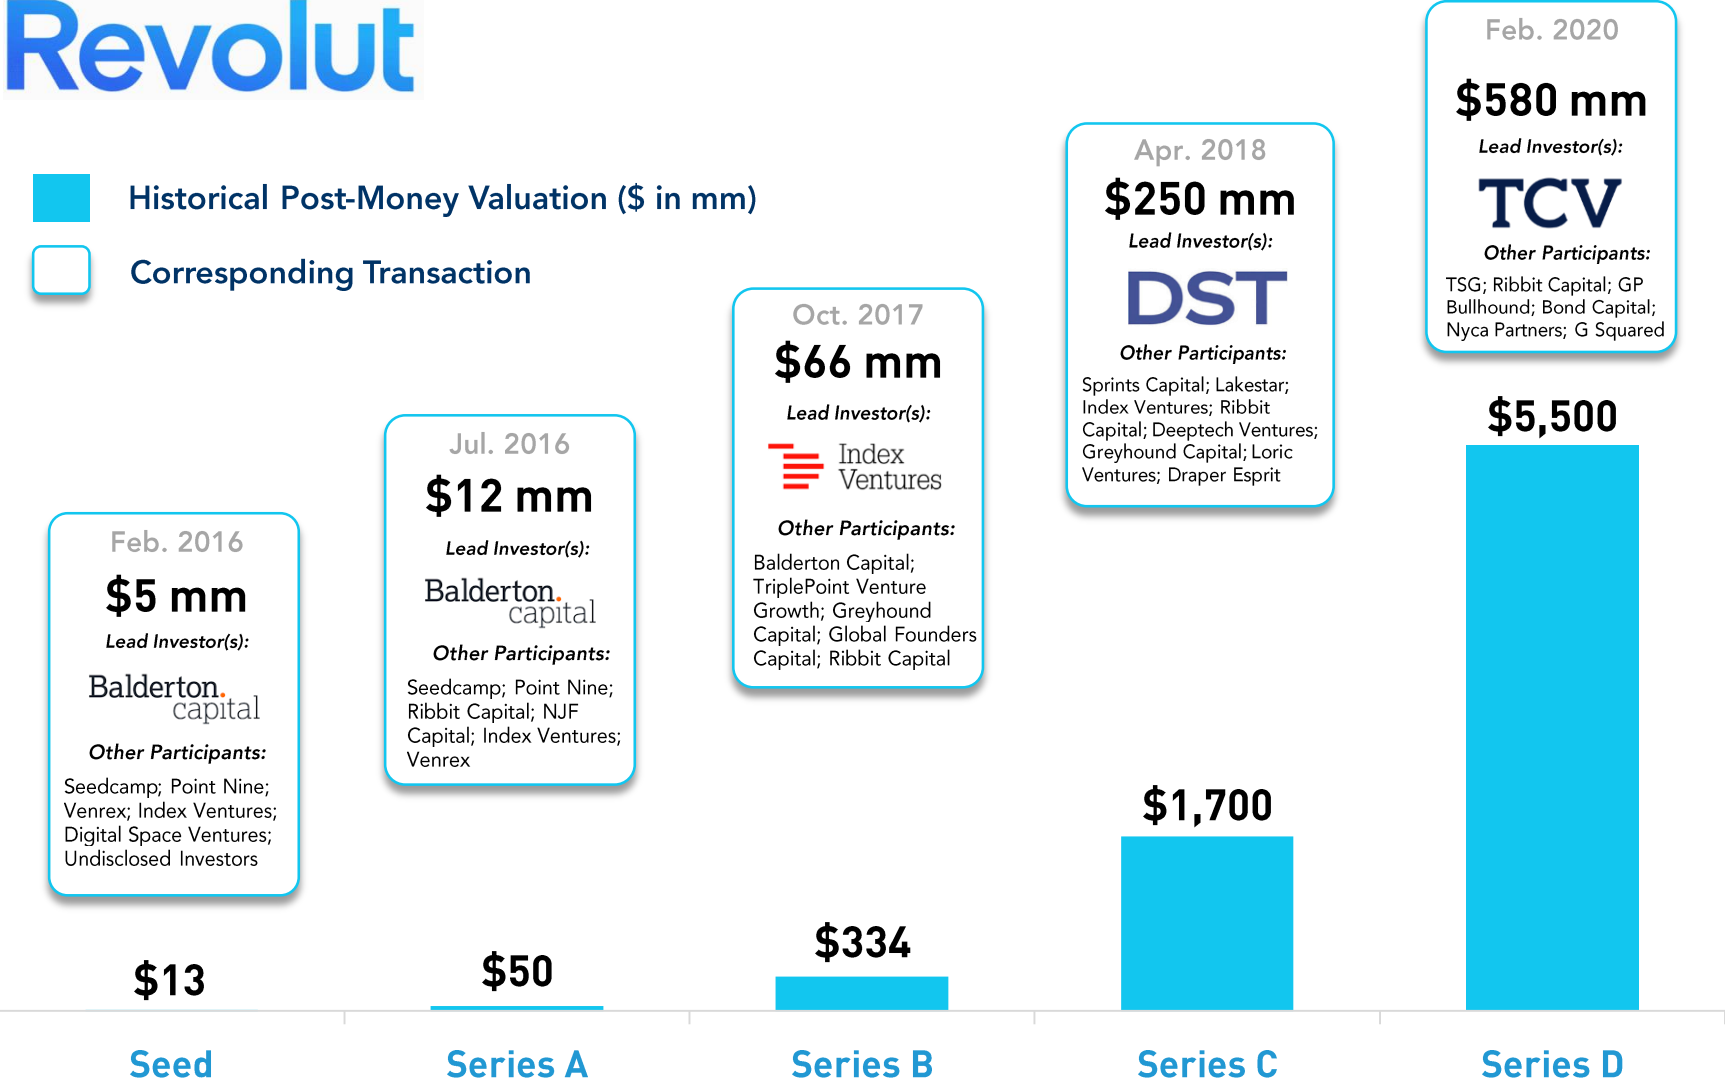 Revolut
Historical Post-Money Valuation ($ in mm)
Corresponding Transaction
Feb. 2016
$5 mm
Lead Investor(s):
Balderton.
capital
Other Participants:
Seedcamp; Point Nine;
Venrex; Index Ventures;
Digital Space Ventures;
Undisclosed Investors
$13
Seed
Jul. 2016
$12 mm
Lead Investor(s):
Balderton.
capital
Other Participants:
Seedcamp; Point Nine;
Ribbit Capital; NJF
Capital; Index Ventures;
Venrex
$50
Series A
Oct. 2017
$66 mm
Lead Investor(s):
Index
Ventures
Other Participants:
Balderton Capital;
TriplePoint Venture
Growth; Greyhound
Capital; Global Founders
Capital; Ribbit Capital
$334
Series B
Apr. 2018
$250 mm
Lead Investor(s):
DST
Other Participants:
Sprints Capital; Lakestar;
Index Ventures; Ribbit
Capital; Deeptech Ventures;
Greyhound Capital; Loric
Ventures; Draper Esprit
$1,700
Series C
Feb. 2020
$580 mm
Lead Investor(s):
TCV
Other Participants:
TSG; Ribbit Capital; GP
Bullhound; Bond Capital;
Nyca Partners; G Squared
$5,500
Series D